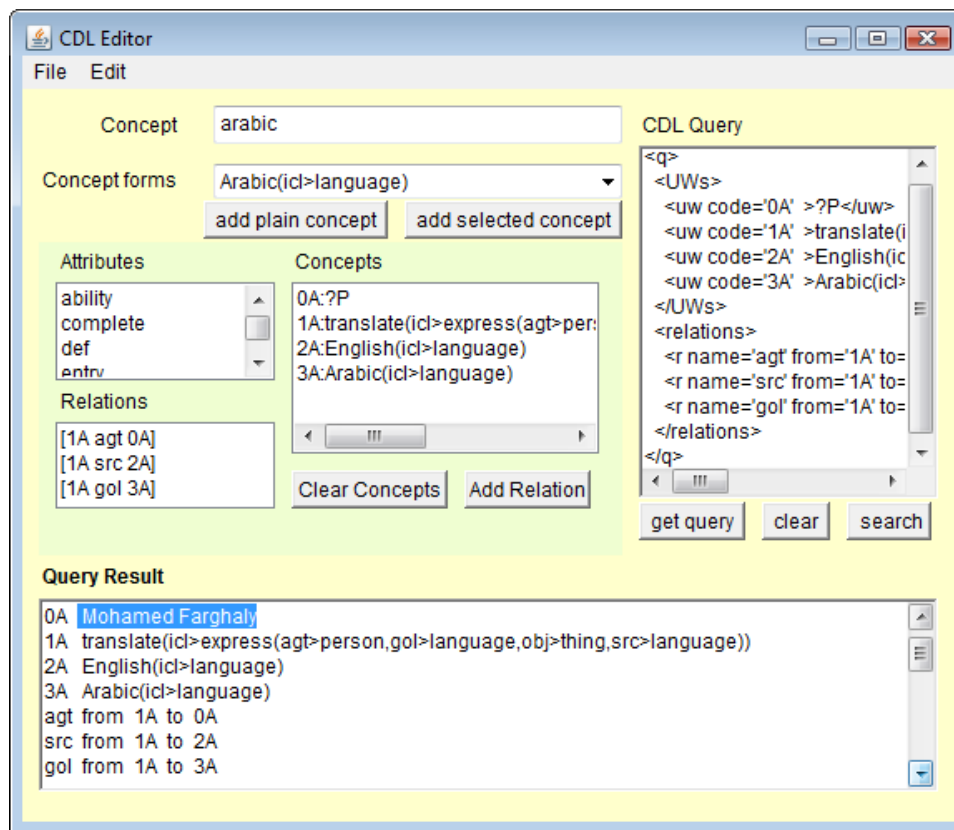 CDL Editor
File Edit
Concept arabic
Concept forms Arabic(icl>language)
add plain concept add selected concept
Attributes
ability
complete
def
entry
Relations
[1A agt 0A]
[1A src 2A]
[1A gol 3A]
Concepts
0A:?P
1A:translate(icl>express(agt>per
2A:English(icl>language)
3A:Arabic(icl>language)
Clear Concepts Add Relation
CDL Query
<q>
<UWs>
<uw code='0A' >?P</uw>
<uw code='1A' >translate(i
<uw code='2A' >English(ic
<uw code='3A' >Arabic(icl>
</UWs>
<relations>
<r name='agt' from='1A' to=
<r name='src' from='1A' to=
<r name='gol' from='1A' to=
</relations>
</q>
get query clear search
Query Result
0A Mohamed Farghaly
1A translate(icl>express(agt>person,gol>language,obj>thing,src>language))
2A English(icl>language)
3A Arabic(icl>language)
agt from 1A to 0A
src from 1A to 2A
gol from 1A to 3A